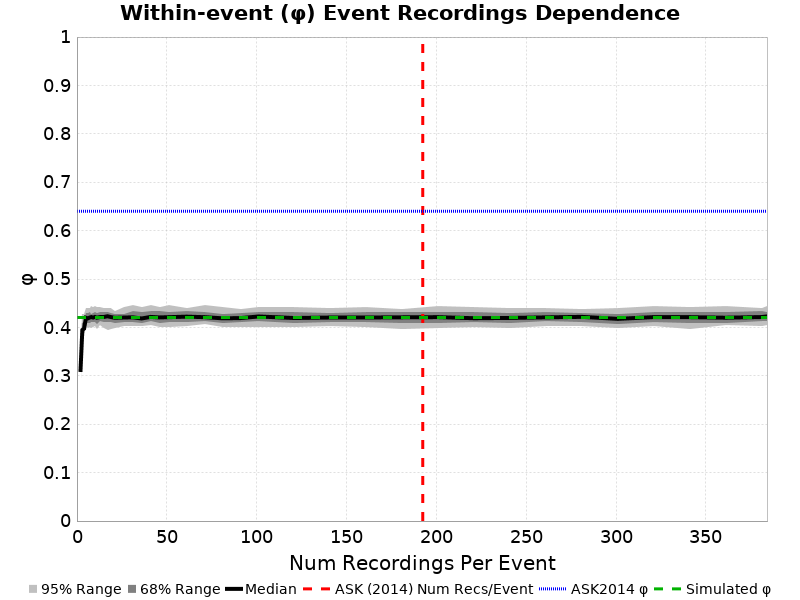 Within-event (φ) Event Recordings Dependence
1
0.9
0.8
0.7
0.6
0.5
0.4
0.3
0.2
0.1
0
φ
0 50 100 150 200 250 300 350
Num Recordings Per Event
95% Range 68% Range Median ASK (2014) Num Recs/Event ASK2014 φ Simulated φ